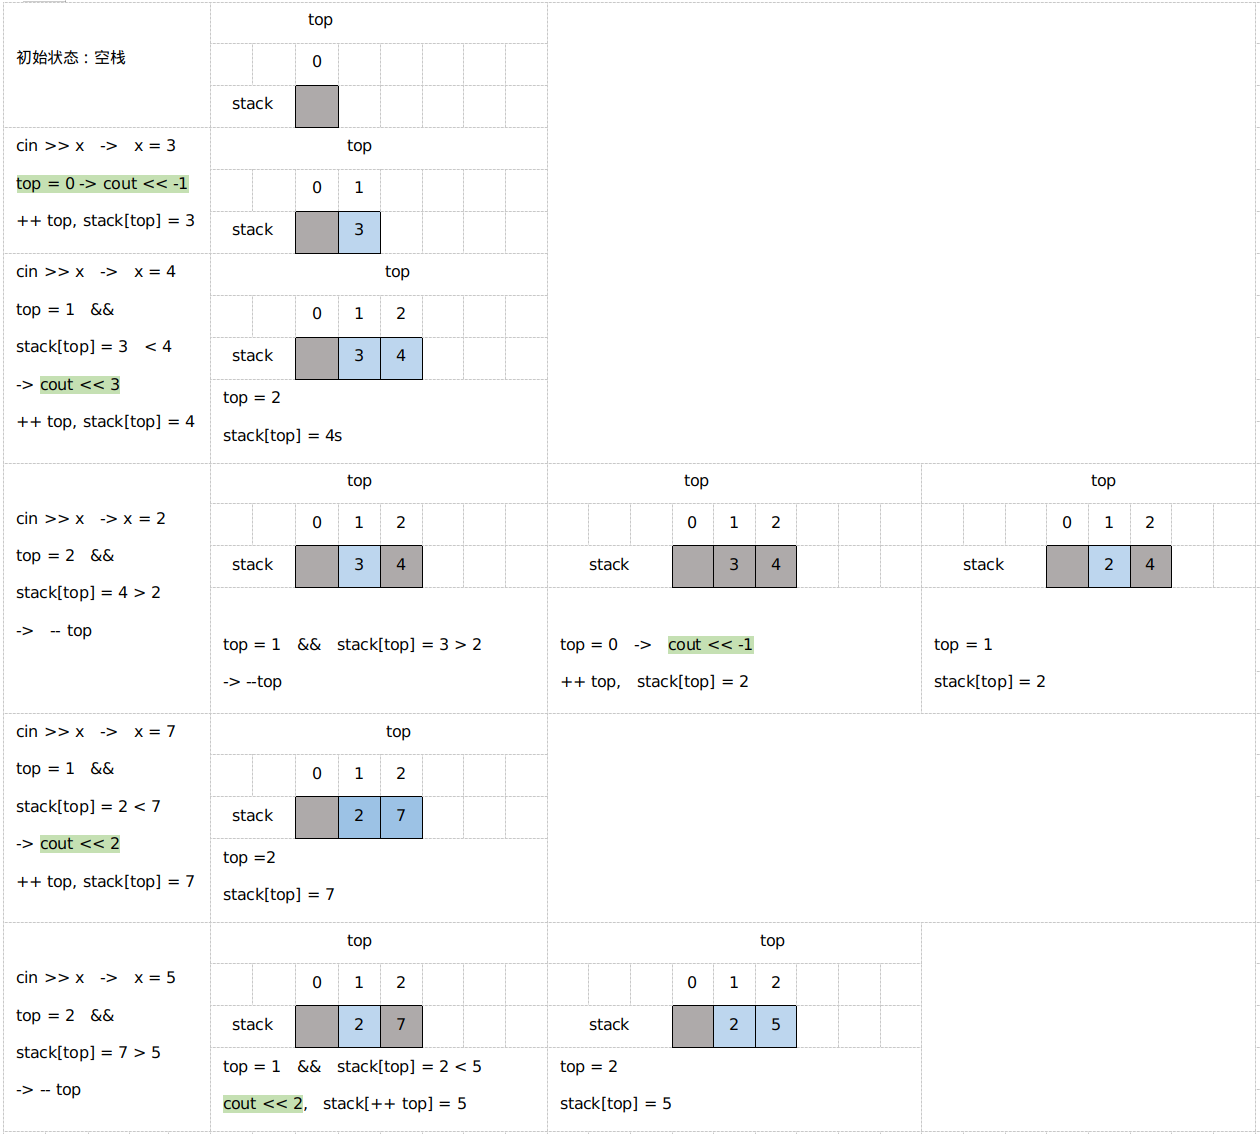 初始状态：空栈
top
0
stack
cin >> x -> x = 3
top = 0 -> cout << -1
++ top, stack[top] = 3
top
0 1
stack 3
cin >> x -> x = 4
top = 1 &&
stack[top] = 3 < 4
-> cout << 3
++ top, stack[top] = 4
top
0 1 2
stack 3 4
top = 2
stack[top] = 4s
cin >> x -> x = 2
top = 2 &&
stack[top] = 4 > 2
-> -- top
top
0 1 2
stack 3 4
top = 1 && stack[top] = 3 > 2
-> --top
top
0 1 2
stack 3 4
top = 0 -> cout << -1
++ top, stack[top] = 2
top
0 1 2
stack 2 4
top = 1
stack[top] = 2
cin >> x -> x = 7
top = 1 &&
stack[top] = 2 < 7
-> cout << 2
++ top, stack[top] = 7
top
0 1 2
stack 2 7
top =2
stack[top] = 7
cin >> x -> x = 5
top = 2 &&
stack[top] = 7 > 5
-> -- top
top
0 1 2
stack 2 7
top = 1 && stack[top] = 2 < 5
cout << 2, stack[++ top] = 5
top
0 1 2
stack 2 5
top = 2
stack[top] = 5